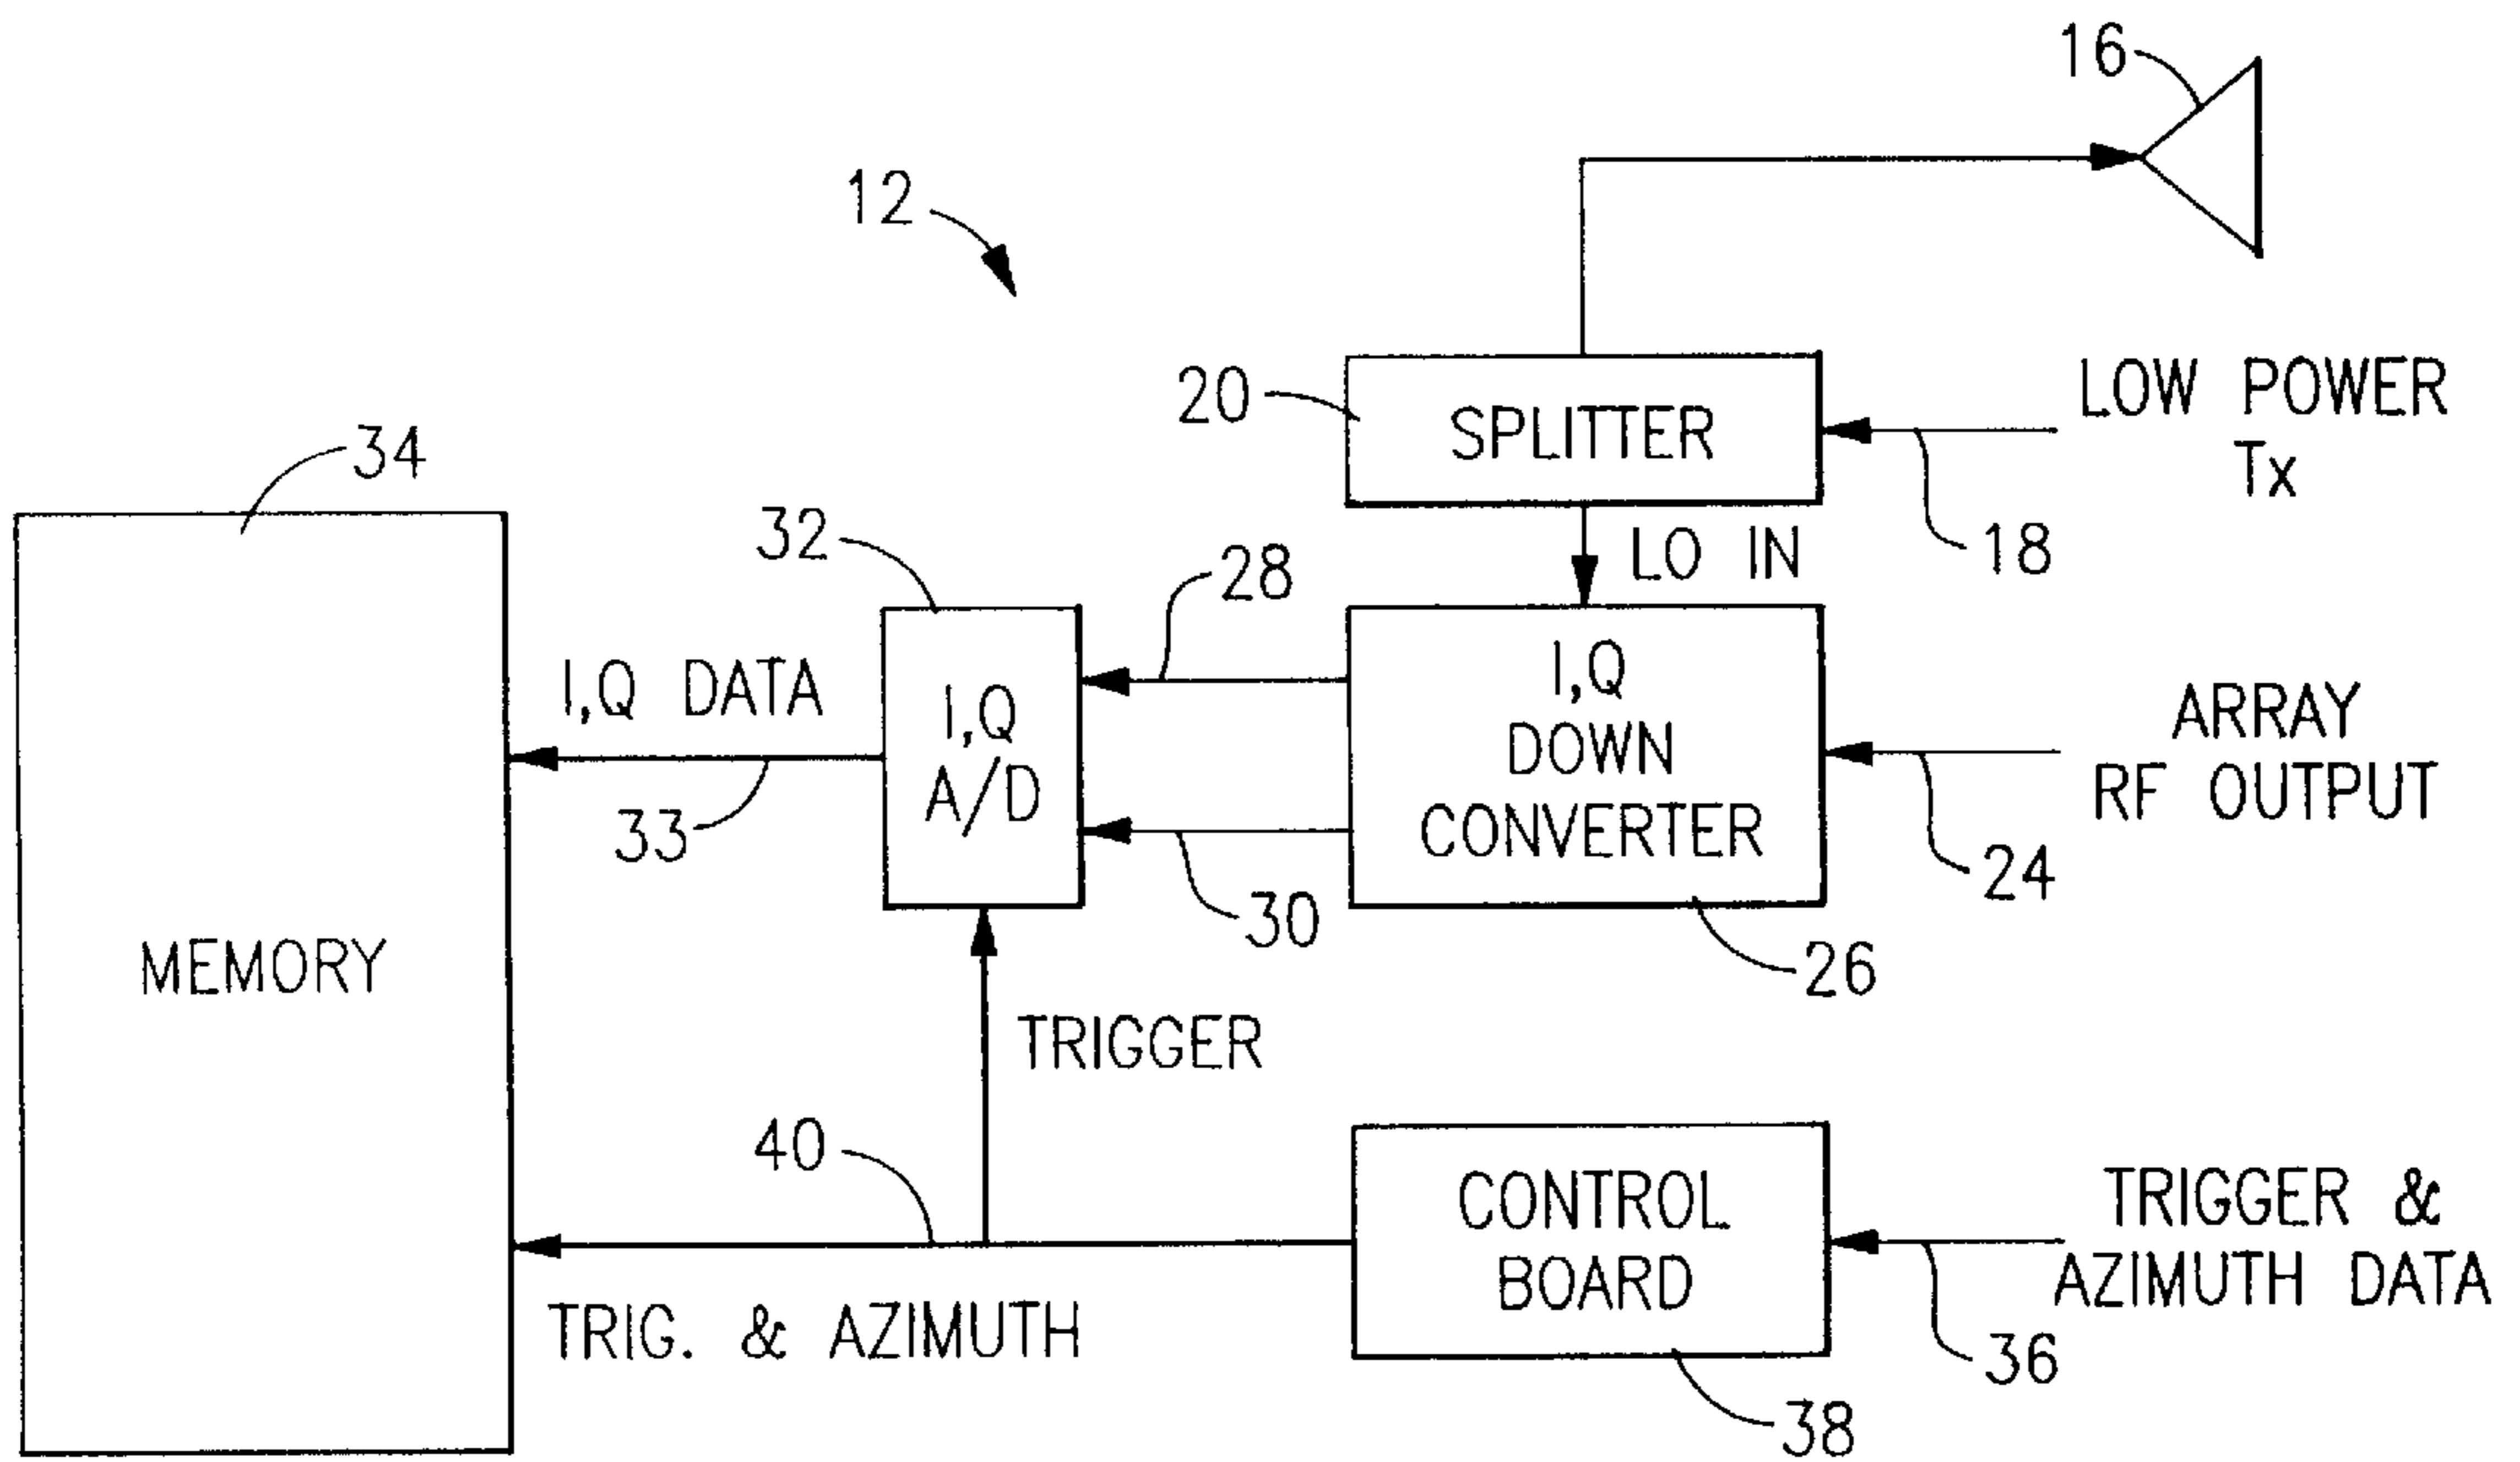 16
12
20
SPLITTER
LOW POWER
Tx
18
34
32
28
LO IN
I,Q DATA
33
I,Q
A/D
30
I,Q
DOWN
CONVERTER
26
ARRAY
RF OUTPUT
24
MEMORY
TRIGGER
40
TRIG. & AZIMUTH
CONTROL
BOARD
38
TRIGGER &
AZIMUTH DATA
36